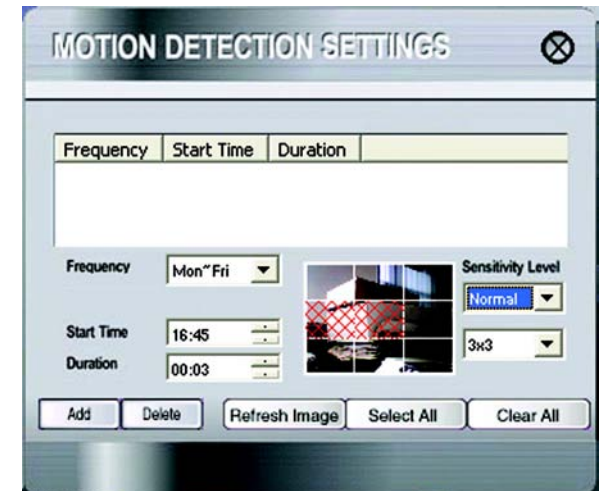 MOTION DETECTION SETTINGS
Frequency Start Time Duration
Frequency Mon~Fri
Sensitivity Level
Normal
Start Time 16:45
3x3
Duration 00:03
Add Delete Refresh Image Select All Clear All